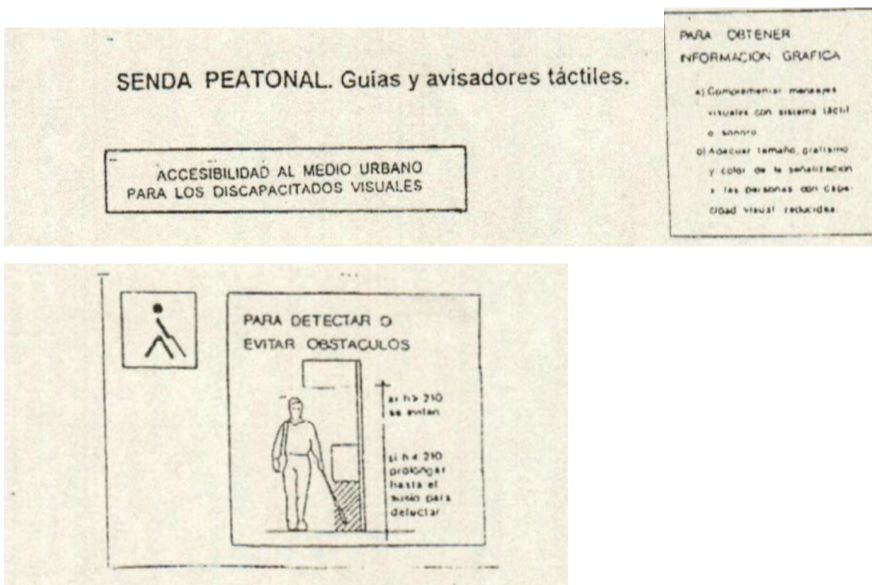 SENDA PEATONAL. Guías y avisadores táctiles.
ACCESIBILIDAD AL MEDIO URBANO
PARA LOS DISCAPACITADOS VISUALES
PARA OBTENER
INFORMACION GRAFICA
a) Complementar mensajes
visuales con sistema táctil
o sonoro
b) Adecuar tamaño, grafismo
y color de la señalización
a las personas con capa-
cidad visual reducidea.
PARA DETECTAR O
EVITAR OBSTACULOS
si h > 210
se evitan
si h < 210
prolongar
hasta el
suelo para
detectar